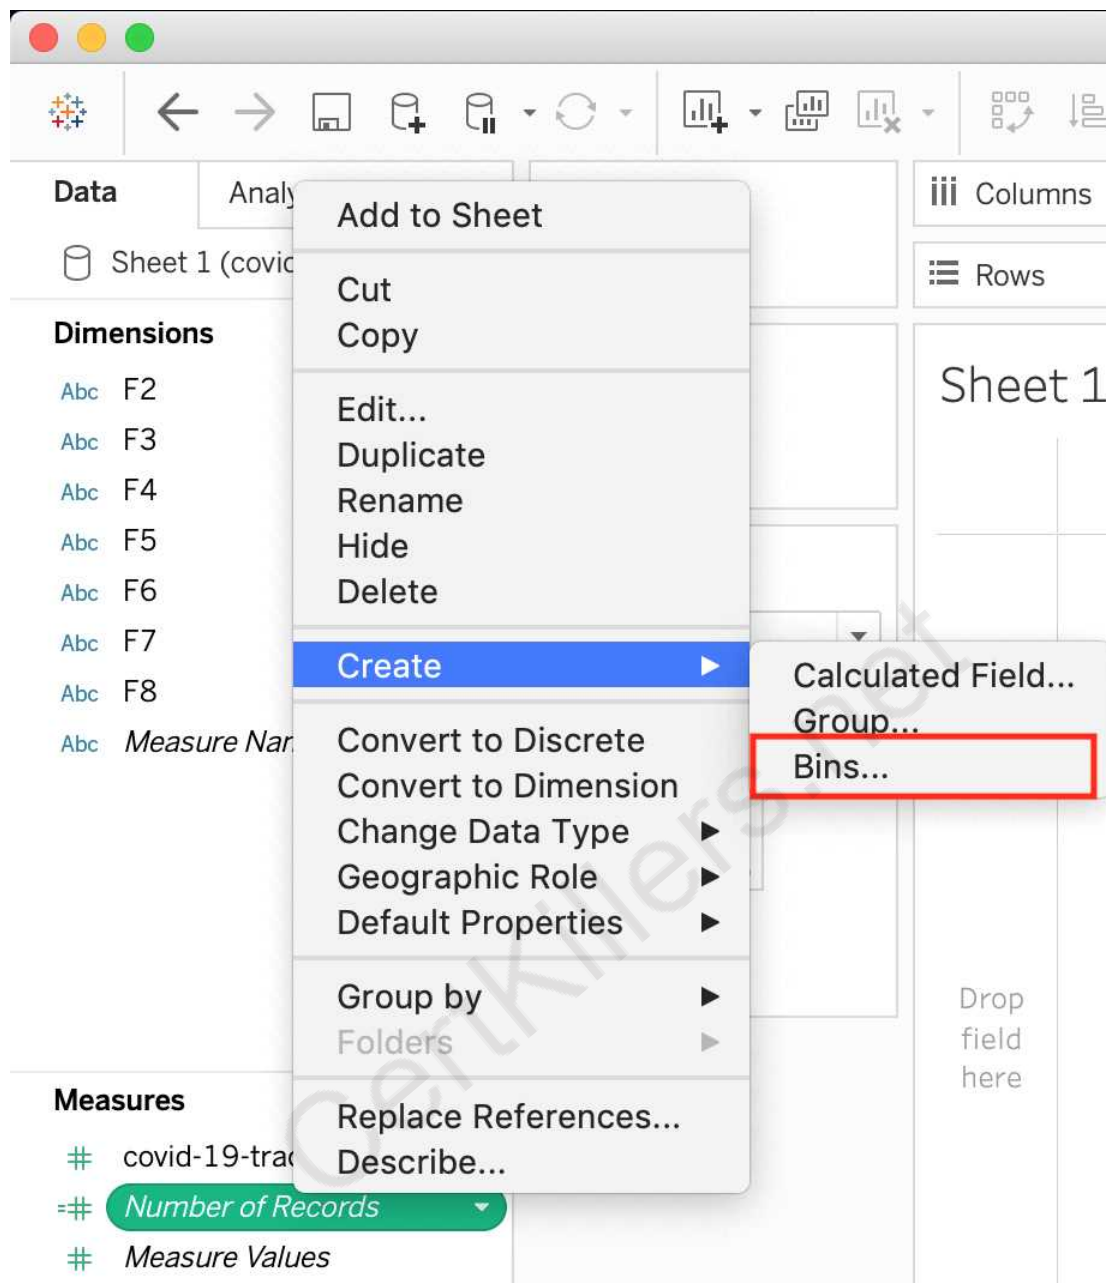 Data
Analy
Columns
Sheet 1 (covid
Rows
Dimensions
Sheet 1
Abc F2
Abc F3
Abc F4
Abc F5
Abc F6
Abc F7
Abc F8
Abc Measure Nam
Add to Sheet
Cut
Copy
Edit...
Duplicate
Rename
Hide
Delete
Create
Calculated Field...
Group...
Bins...
Convert to Discrete
Convert to Dimension
Change Data Type
Geographic Role
Default Properties
Group by
Folders
Replace References...
Describe...
Drop
field
here
Measures
covid-19-trac
Number of Records
Measure Values
CertKillers.net